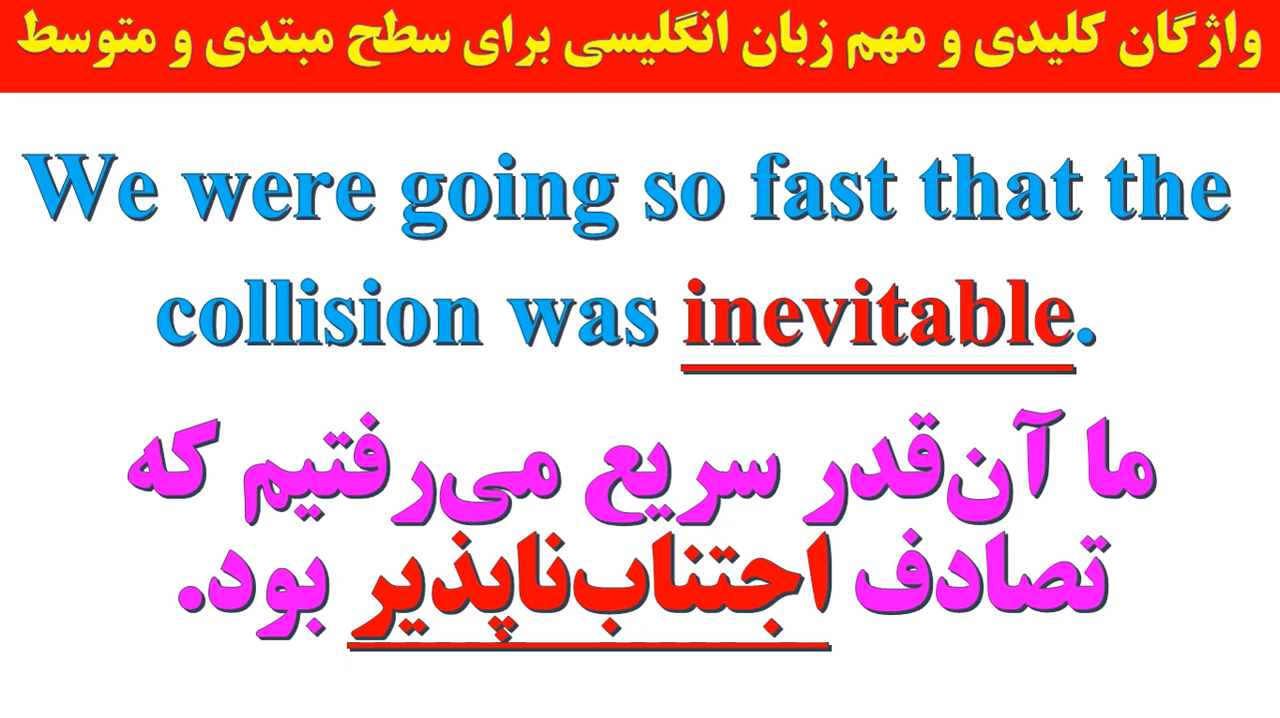 واژگان کلیدی و مهم زبان انگلیسی برای سطح مبتدی و متوسط
We were going so fast that the
collision was inevitable.
ما آن‌قدر سریع می‌رفتیم که
تصادف اجتناب‌ناپذیر بود.